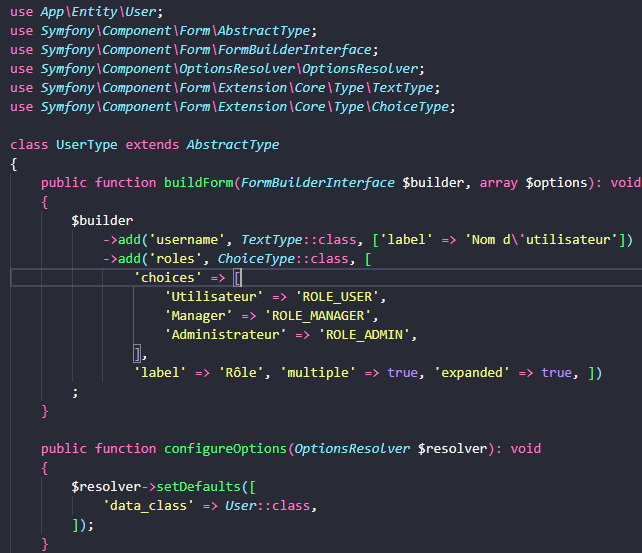 use App\Entity\User;
use Symfony\Component\Form\AbstractType;
use Symfony\Component\Form\FormBuilderInterface;
use Symfony\Component\OptionsResolver\OptionsResolver;
use Symfony\Component\Form\Extension\Core\Type\TextType;
use Symfony\Component\Form\Extension\Core\Type\ChoiceType;
class UserType extends AbstractType
{
public function buildForm(FormBuilderInterface $builder, array $options): void
{
$builder
->add('username', TextType::class, ['label' => 'Nom d\'utilisateur'])
->add('roles', ChoiceType::class, [
'choices' => [
'Utilisateur' => 'ROLE_USER',
'Manager' => 'ROLE_MANAGER',
'Administrateur' => 'ROLE_ADMIN',
],
'label' => 'Rôle', 'multiple' => true, 'expanded' => true, ])
;
}
public function configureOptions(OptionsResolver $resolver): void
{
$resolver->setDefaults([
'data_class' => User::class,
]);
}